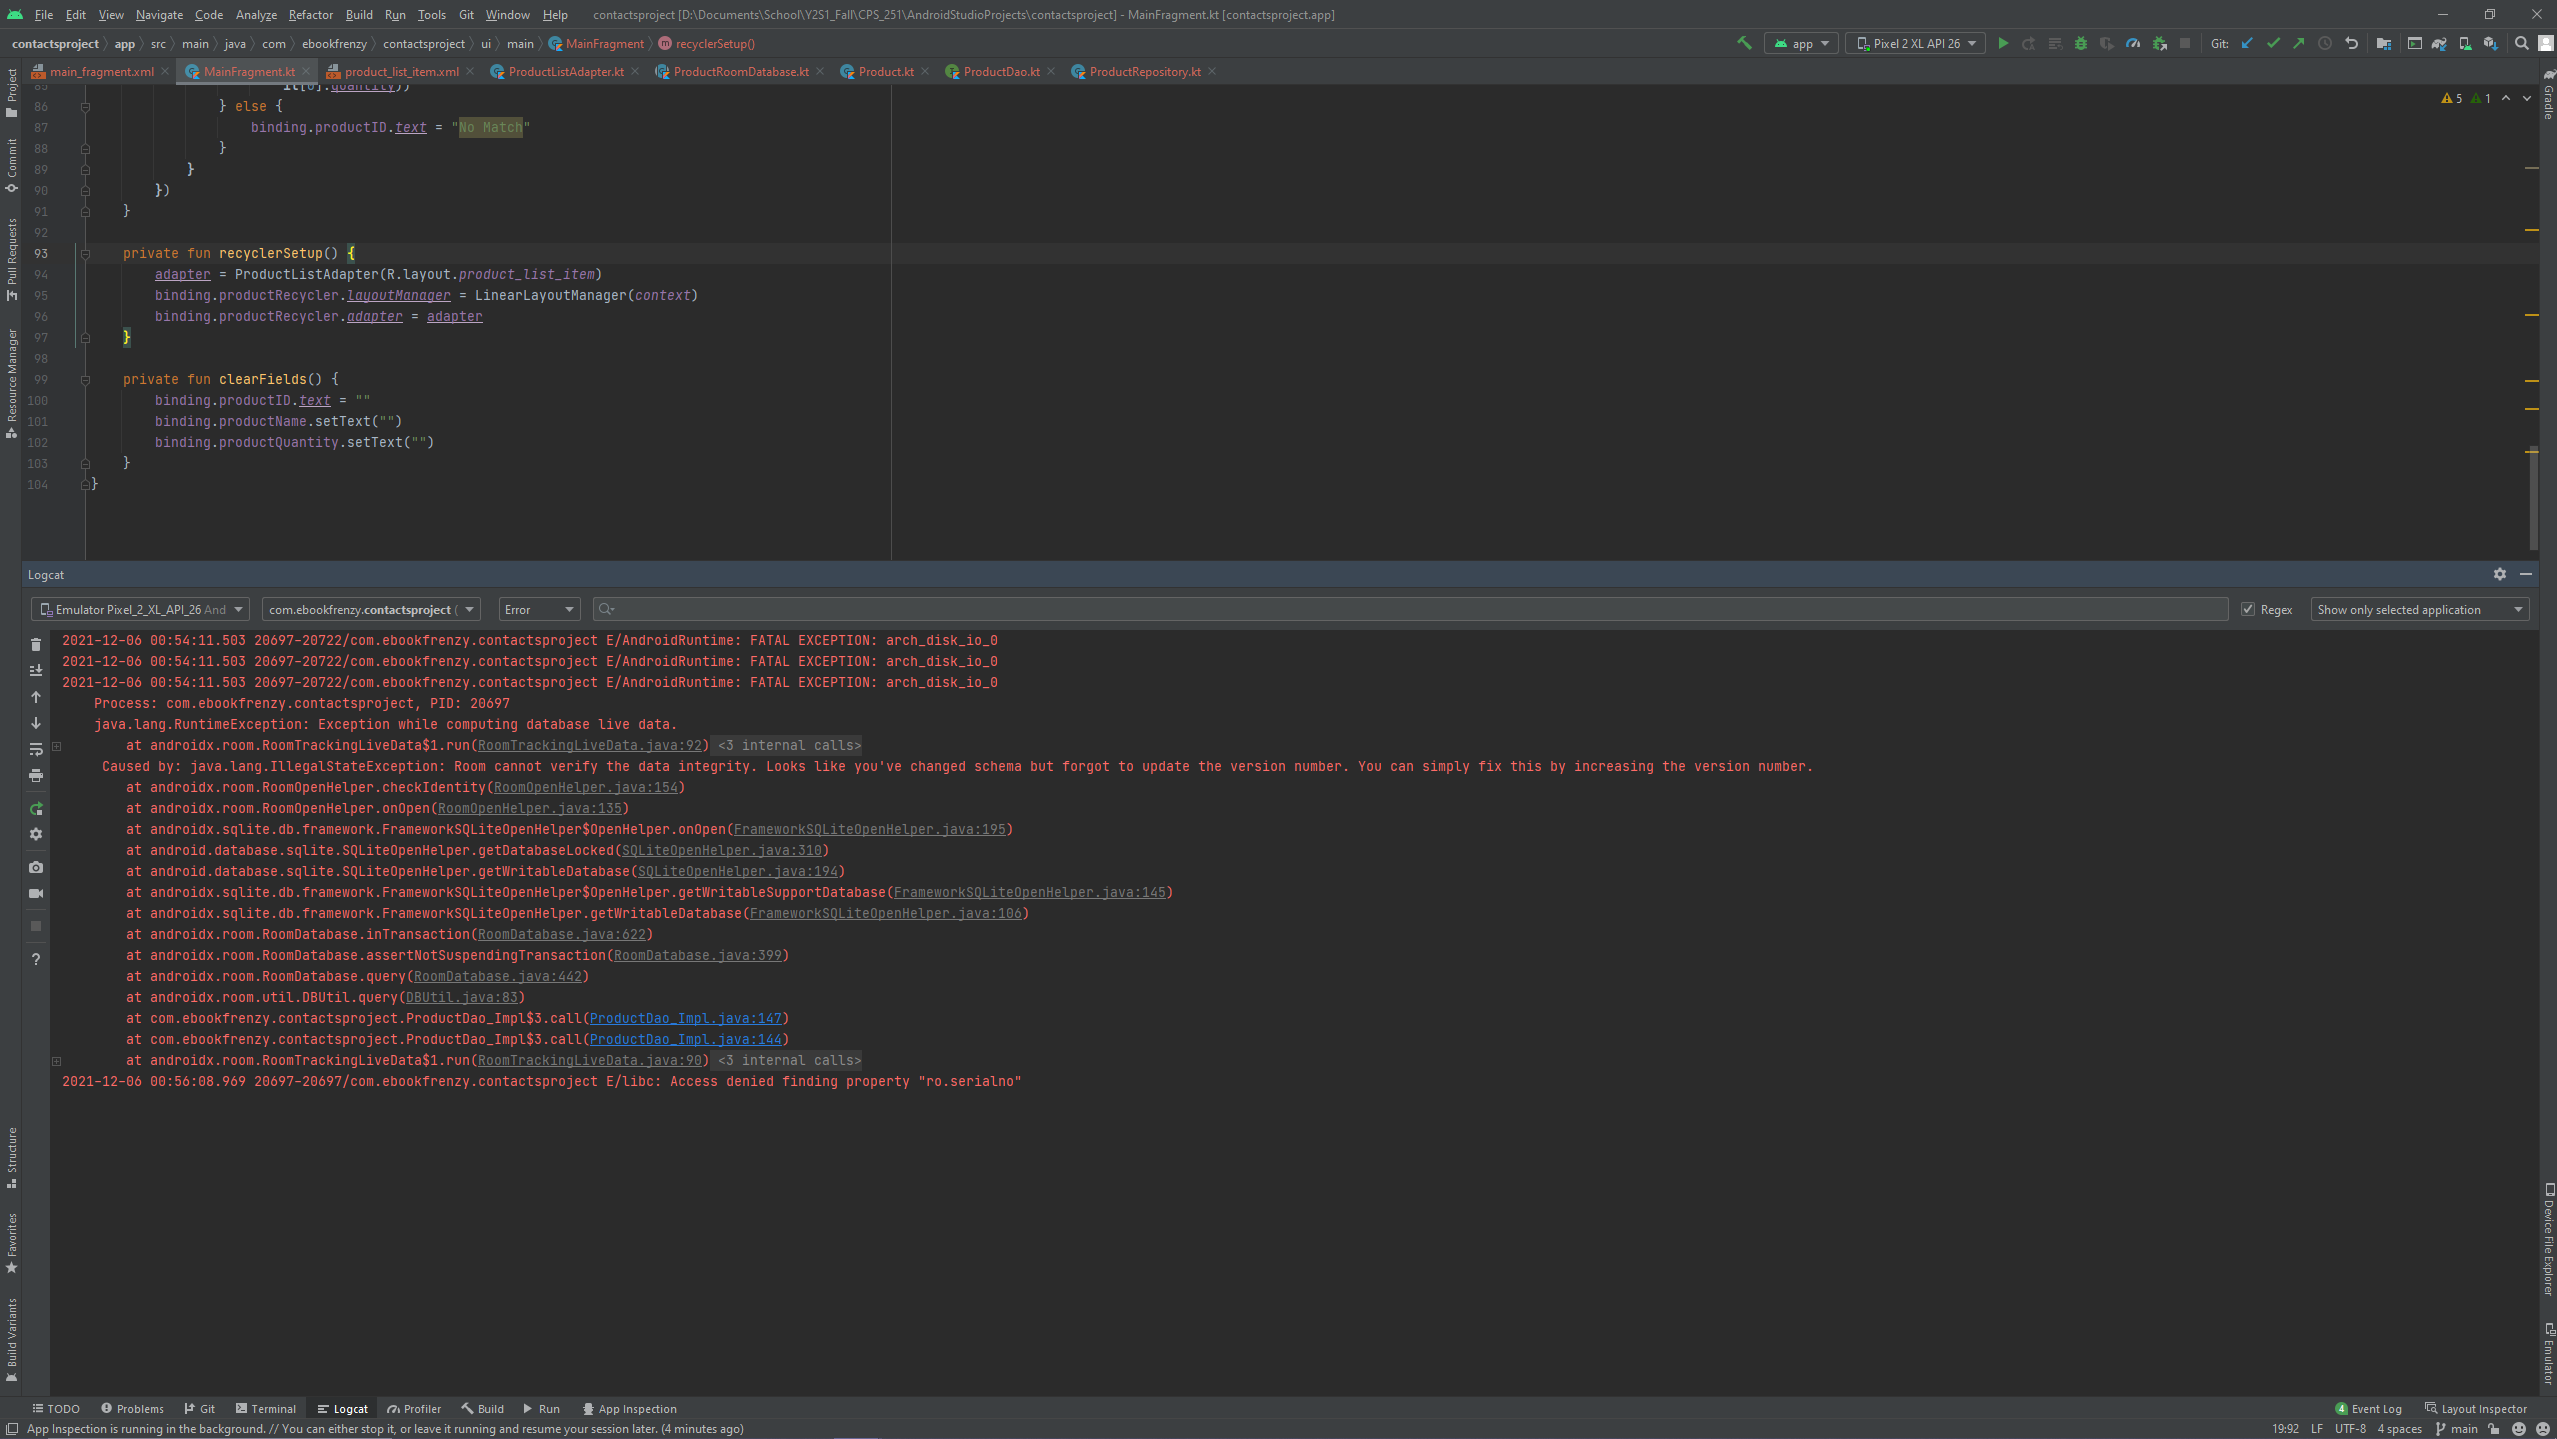 File Edit View Navigate Code Analyze Refactor Build Run Tools Git Window Help contactsproject [D:\Documents\School\Y2S1_Fall\CPS_251\AndroidStudioProjects\contactsproject] - MainFragment.kt [contactsproject.app]
contactsproject app src main java com ebookfrenzy contactsproject ui main MainFragment recyclerSetup() app Pixel 2 XL API 26 Git:
main_fragment.xml MainFragment.kt product_list_item.xml ProductListAdapter.kt ProductRoomDatabase.kt Product.kt ProductDao.kt ProductRepository.kt
85 it[0].quantity))
86 } else {
5 1
87 binding.productID.text = "No Match"
88 }
89 }
90 })
91 }
92
93 private fun recyclerSetup() {
94 adapter = ProductListAdapter(R.layout.product_list_item)
95 binding.productRecycler.layoutManager = LinearLayoutManager(context)
96 binding.productRecycler.adapter = adapter
97 }
98
99 private fun clearFields() {
100 binding.productID.text = ""
101 binding.productName.setText("")
102 binding.productQuantity.setText("")
103 }
104 }
Project
Commit
Pull Requests
Resource Manager
Structure
Favorites
Build Variants
Gradle
Device File Explorer
Emulator
Logcat
Emulator Pixel_2_XL_API_26 And com.ebookfrenzy.contactsproject ( Error Regex Show only selected application
2021-12-06 00:54:11.503 20697-20722/com.ebookfrenzy.contactsproject E/AndroidRuntime: FATAL EXCEPTION: arch_disk_io_0
2021-12-06 00:54:11.503 20697-20722/com.ebookfrenzy.contactsproject E/AndroidRuntime: FATAL EXCEPTION: arch_disk_io_0
2021-12-06 00:54:11.503 20697-20722/com.ebookfrenzy.contactsproject E/AndroidRuntime: FATAL EXCEPTION: arch_disk_io_0
Process: com.ebookfrenzy.contactsproject, PID: 20697
java.lang.RuntimeException: Exception while computing database live data.
at androidx.room.RoomTrackingLiveData$1.run(RoomTrackingLiveData.java:92) <3 internal calls>
Caused by: java.lang.IllegalStateException: Room cannot verify the data integrity. Looks like you've changed schema but forgot to update the version number. You can simply fix this by increasing the version number.
at androidx.room.RoomOpenHelper.checkIdentity(RoomOpenHelper.java:154)
at androidx.room.RoomOpenHelper.onOpen(RoomOpenHelper.java:135)
at androidx.sqlite.db.framework.FrameworkSQLiteOpenHelper$OpenHelper.onOpen(FrameworkSQLiteOpenHelper.java:195)
at android.database.sqlite.SQLiteOpenHelper.getDatabaseLocked(SQLiteOpenHelper.java:310)
at android.database.sqlite.SQLiteOpenHelper.getWritableDatabase(SQLiteOpenHelper.java:194)
at androidx.sqlite.db.framework.FrameworkSQLiteOpenHelper$OpenHelper.getWritableSupportDatabase(FrameworkSQLiteOpenHelper.java:145)
at androidx.sqlite.db.framework.FrameworkSQLiteOpenHelper.getWritableDatabase(FrameworkSQLiteOpenHelper.java:106)
at androidx.room.RoomDatabase.inTransaction(RoomDatabase.java:622)
at androidx.room.RoomDatabase.assertNotSuspendingTransaction(RoomDatabase.java:399)
at androidx.room.RoomDatabase.query(RoomDatabase.java:442)
at androidx.room.util.DBUtil.query(DBUtil.java:83)
at com.ebookfrenzy.contactsproject.ProductDao_Impl$3.call(ProductDao_Impl.java:147)
at com.ebookfrenzy.contactsproject.ProductDao_Impl$3.call(ProductDao_Impl.java:144)
at androidx.room.RoomTrackingLiveData$1.run(RoomTrackingLiveData.java:90) <3 internal calls>
2021-12-06 00:56:08.969 20697-20697/com.ebookfrenzy.contactsproject E/libc: Access denied finding property "ro.serialno"
TODO Problems Git Terminal Logcat Profiler Build Run App Inspection 4 Event Log Layout Inspector
App Inspection is running in the background. // You can either stop it, or leave it running and resume your session later. (4 minutes ago) 19:92 LF UTF-8 4 spaces main